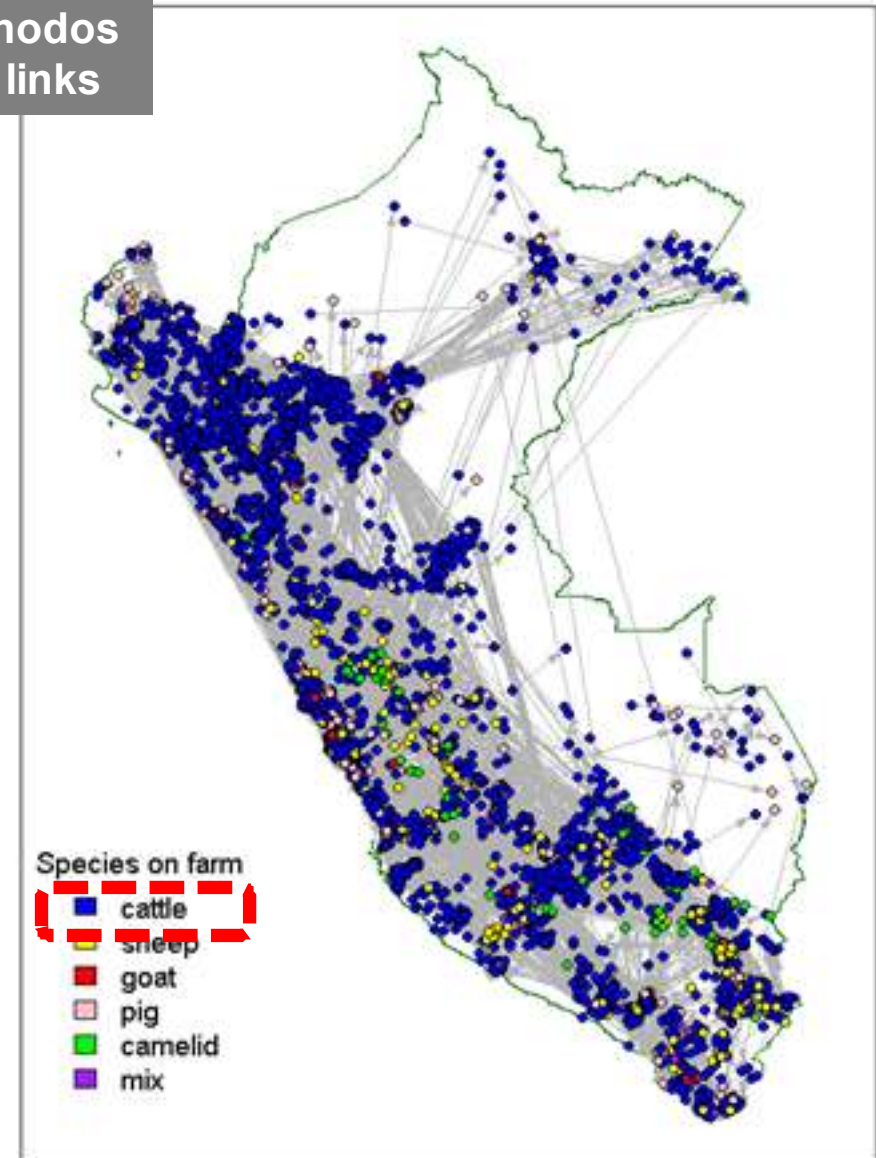 nodos
links
Species on farm
cattle
sheep
goat
pig
camelid
mix